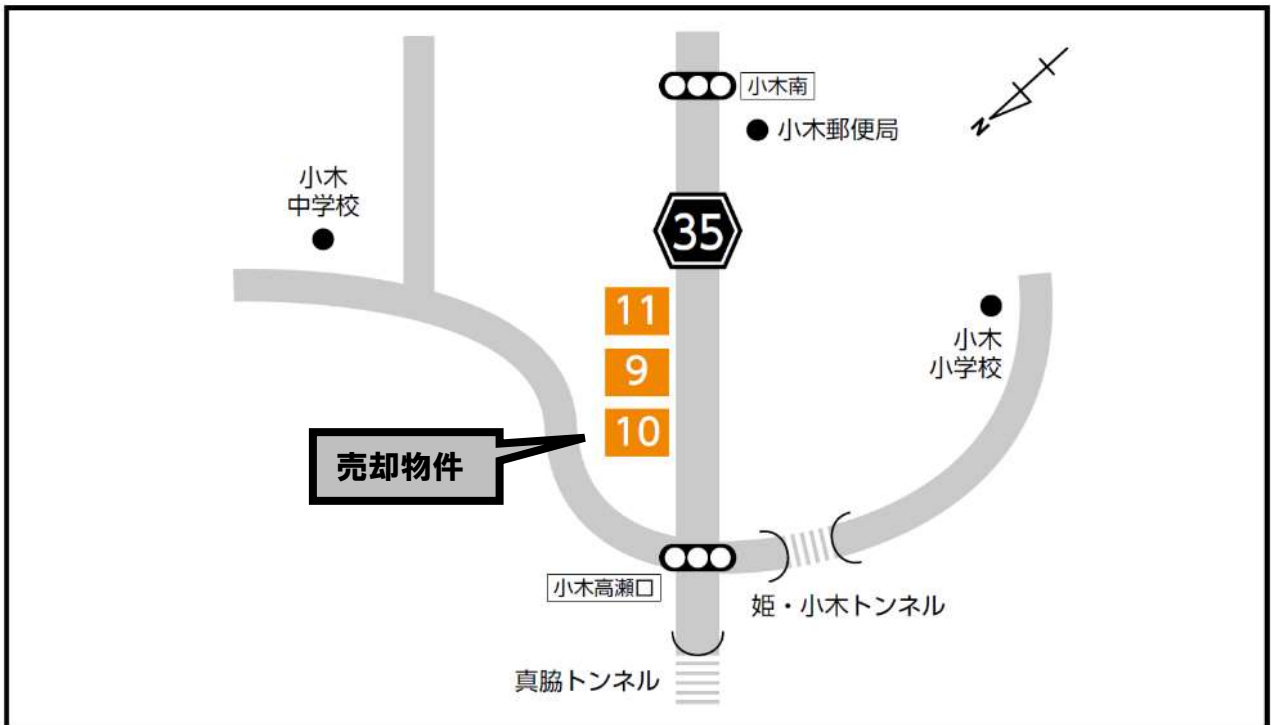 小木南
小木郵便局
N
小木
中学校
35
11
9
10
小木
小学校
売却物件
小木高瀬口
姫・小木トンネル
真脇トンネル